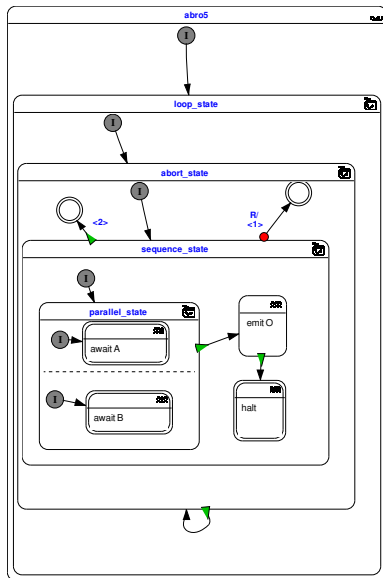 abro5
I
loop_state
I
abort_state
I
R/
<2>
<1>
sequence_state
I
parallel_state
I
await A
emit O
I
await B
halt